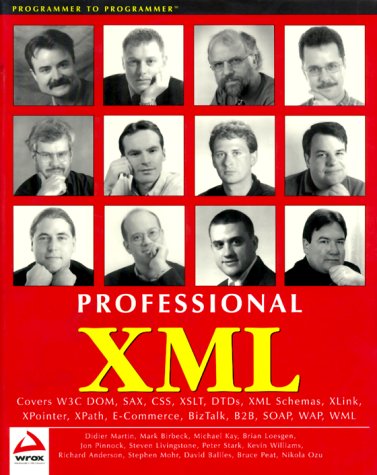 PROGRAMMER TO PROGRAMMER™
PROFESSIONAL
XML
Covers W3C DOM, SAX, CSS, XSLT, DTDs, XML Schemas, XLink,
XPointer, XPath, E-Commerce, BizTalk, B2B, SOAP, WAP, WML
Didier Martin, Mark Birbeck, Michael Kay, Brian Loesgen,
Jon Pinnock, Steven Livingstone, Peter Stark, Kevin Williams,
Richard Anderson, Stephen Mohr, David Baliles, Bruce Peat, Nikola Ozu
wrox